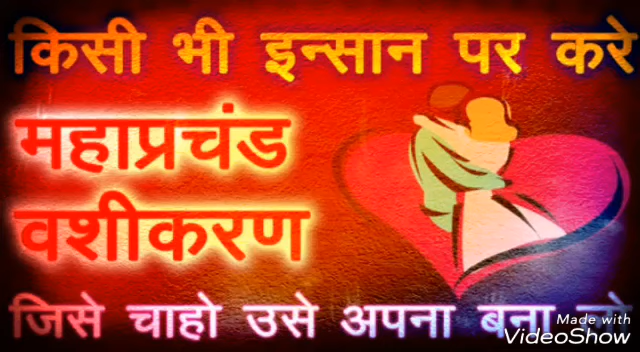 किसी भी इन्सान पर करे
महाप्रचंड
वशीकरण
जिसे चाहो उसे अपना बना
Made with
VideoShow